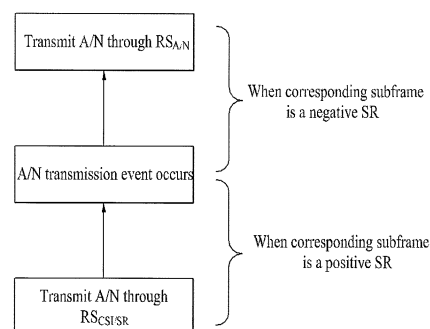 Transmit A/N through RSA/N
When corresponding subframe
is a negative SR
A/N transmission event occurs
When corresponding subframe
is a positive SR
Transmit A/N through
RSCSI/SR